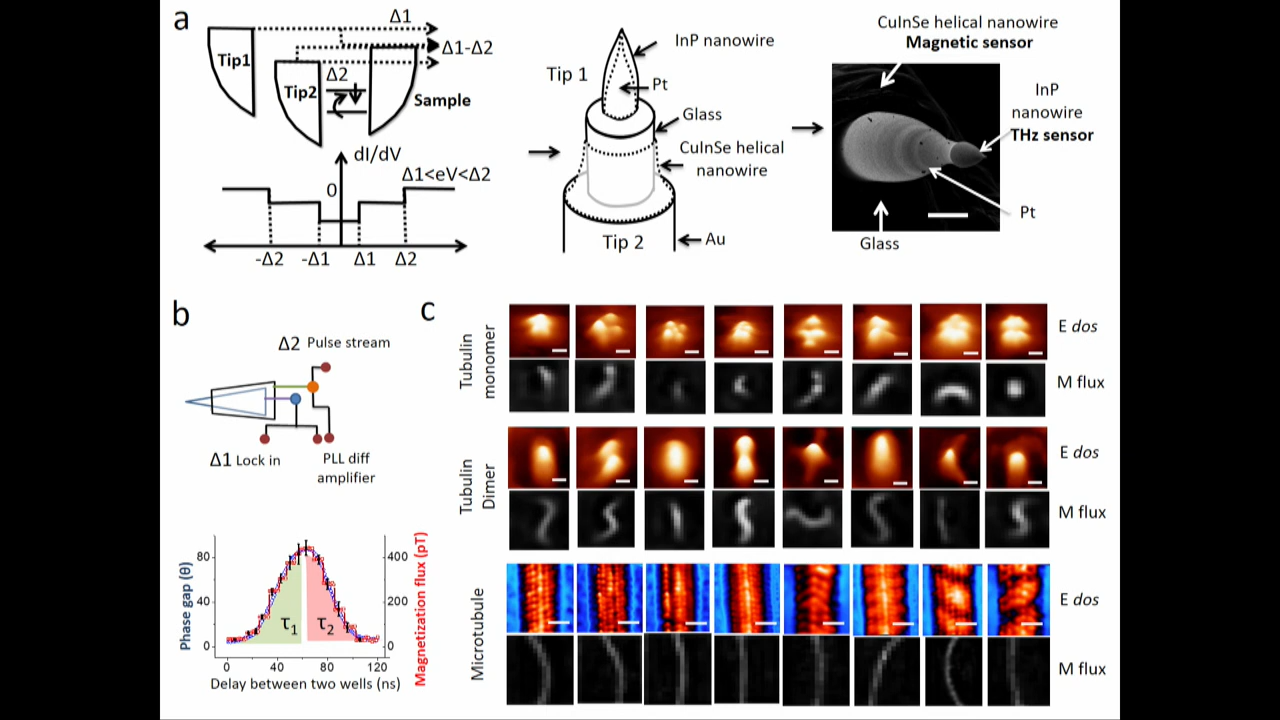 a
Δ1
Δ1-Δ2
Tip1
Δ2
Tip2
Sample
dI/dV
Δ1<eV<Δ2
0
-Δ2
-Δ1
Δ1
Δ2
InP nanowire
Tip 1
Pt
Glass
CuInSe helical
nanowire
Tip 2
Au
CuInSe helical nanowire
Magnetic sensor
InP
nanowire
THz sensor
Pt
Glass
b
Δ2 Pulse stream
Δ1 Lock in
PLL diff
amplifier
Phase gap (θ)
80
40
0
τ1
τ2
400
200
0
Magnetization flux (pT)
0
40
80
120
Delay between two wells (ns)
c
Tubulin
monomer
E dos
M flux
Tubulin
Dimer
E dos
M flux
Microtubule
E dos
M flux